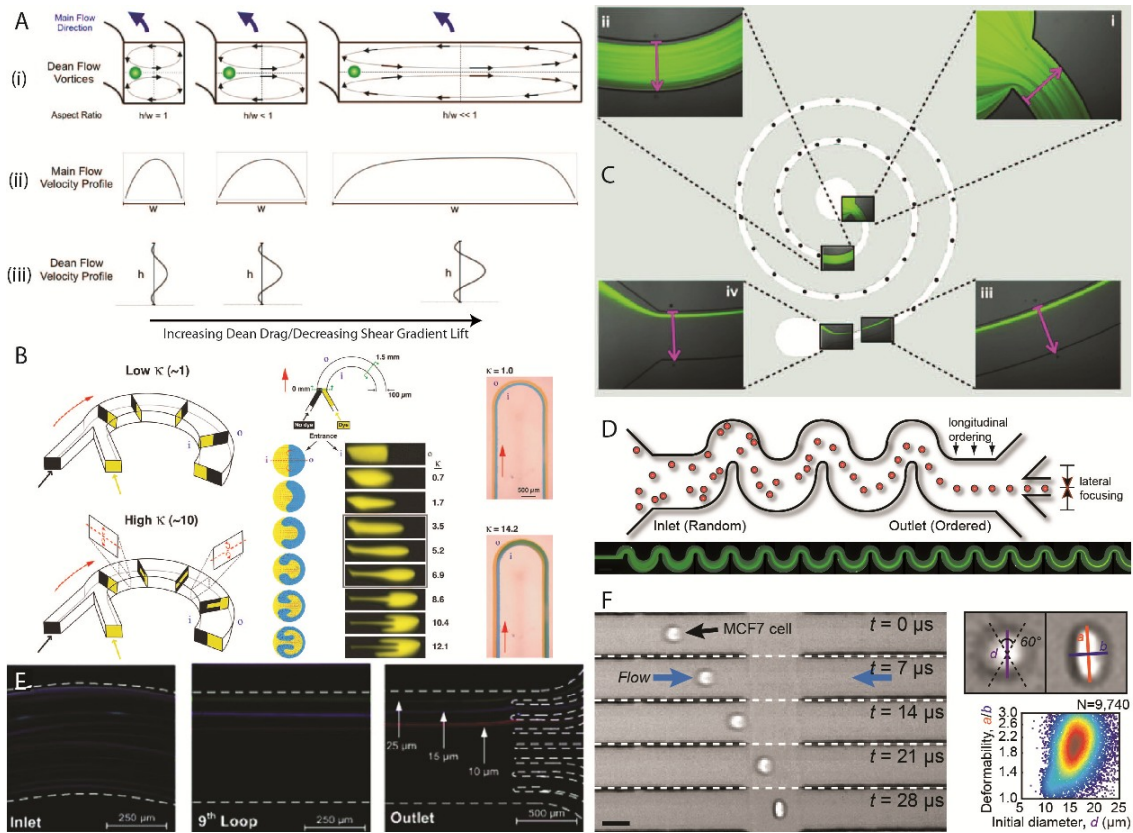 A
Main Flow
Direction
(i)
Dean Flow
Vortices
Aspect Ratio
h/w = 1
h/w < 1
h/w << 1
(ii)
Main Flow
Velocity Profile
w
w
w
(iii)
Dean Flow
Velocity Profile
h
h
h
Increasing Dean Drag/Decreasing Shear Gradient Lift
B
Low κ (~1)
o
i
High κ (~10)
o
i
o
i
1.5 mm
0 mm
100 µm
No dye
Dye
Entrance
i
o
i
o
κ
0.7
1.7
3.5
5.2
6.9
8.6
10.4
12.1
κ = 1.0
o
i
500 µm
κ = 14.2
o
i
C
ii
i
iv
iii
D
longitudinal
ordering
lateral
focusing
Inlet (Random)
Outlet (Ordered)
E
Inlet
250 µm
9th Loop
250 µm
25 µm
15 µm
10 µm
Outlet
500 µm
F
MCF7 cell
Flow
t = 0 µs
t = 7 µs
t = 14 µs
t = 21 µs
t = 28 µs
60°
d
a
b
N=9,740
Deformability, a/b
3.0
2.6
2.2
1.8
1.4
1.0
5
10
15
20
25
Initial diameter, d (µm)